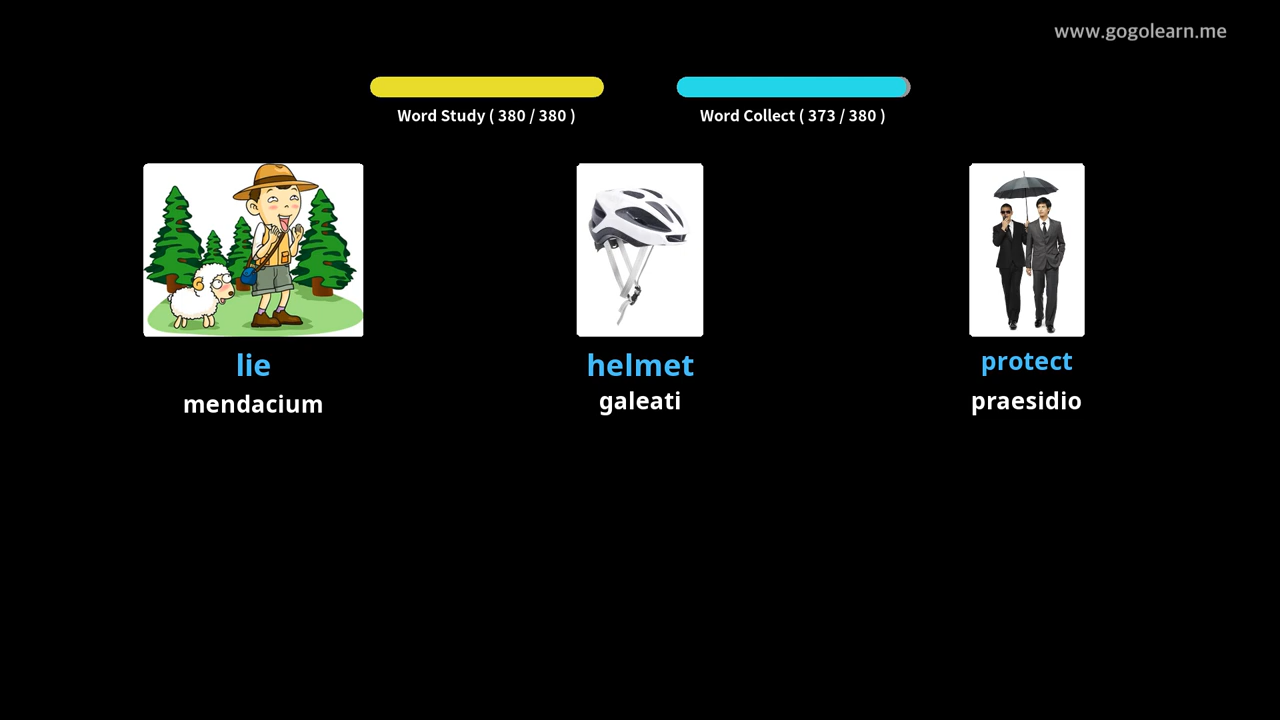 www.gogolearn.me
Word Study ( 380 / 380 )
Word Collect ( 373 / 380 )
lie
mendacium
helmet
galeati
protect
praesidio